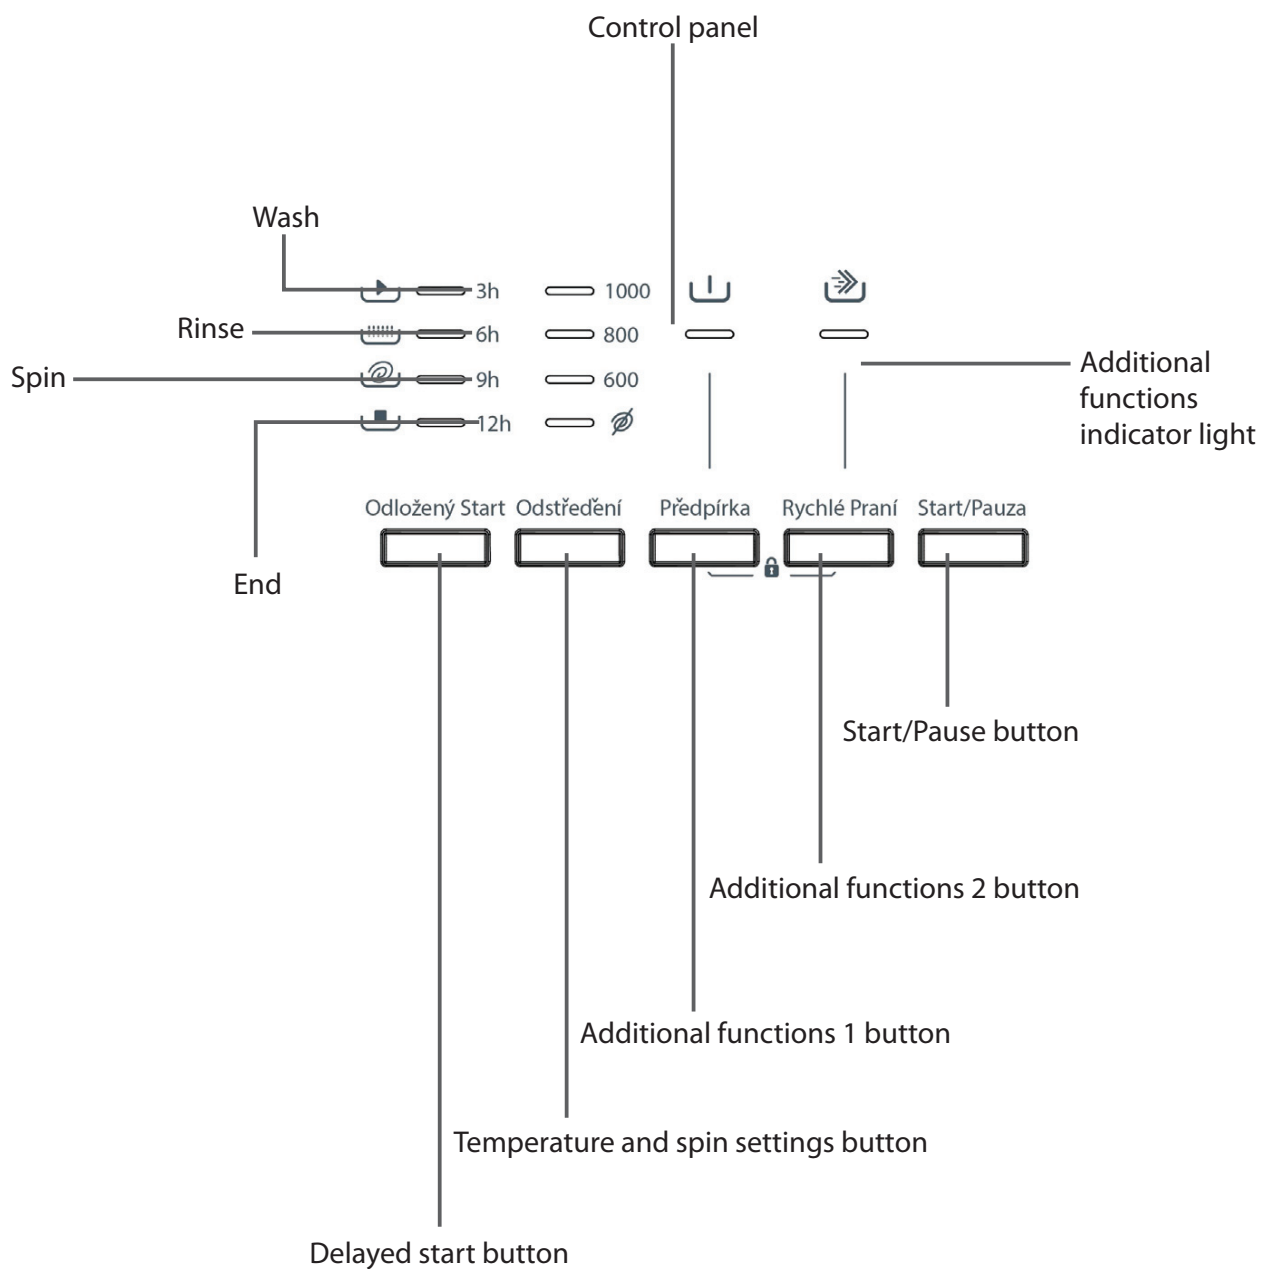 Control panel
Wash
3h 1000
Rinse
6h 800
Spin
9h 600
12h
Additional
functions
indicator light
Odložený Start Odstředění Předpírka Rychlé Praní Start/Pauza
End
Start/Pause button
Additional functions 2 button
Additional functions 1 button
Temperature and spin settings button
Delayed start button